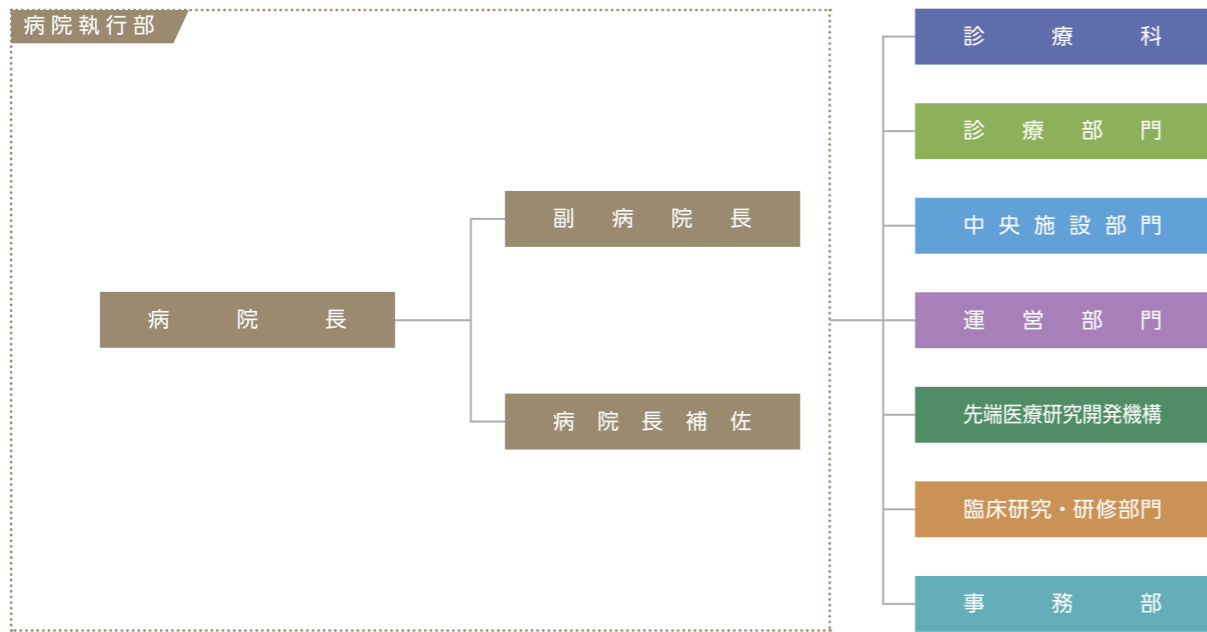 病院執行部
病院長
副病院長
病院長補佐
診療科
診療部門
中央施設部門
運営部門
先端医療研究開発機構
臨床研究・研修部門
事務部